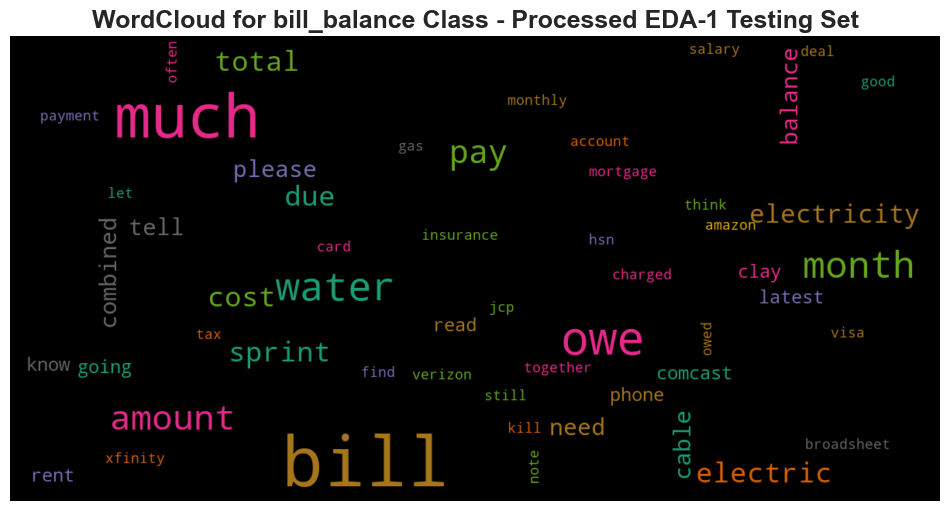 WordCloud for bill_balance Class - Processed EDA-1 Testing Set
often
total
salary
deal
balance
good
payment
much
monthly
gas
pay
account
please
mortgage
let
due
think
amazon
electricity
combined
tell
card
insurance
hsn
charged
clay
month
cost
water
latest
jcp
tax
read
owe
owed
visa
know
going
sprint
find
verizon
together
comcast
still
phone
amount
bill
kill
need
cable
broadsheet
xfinity
rent
note
electric